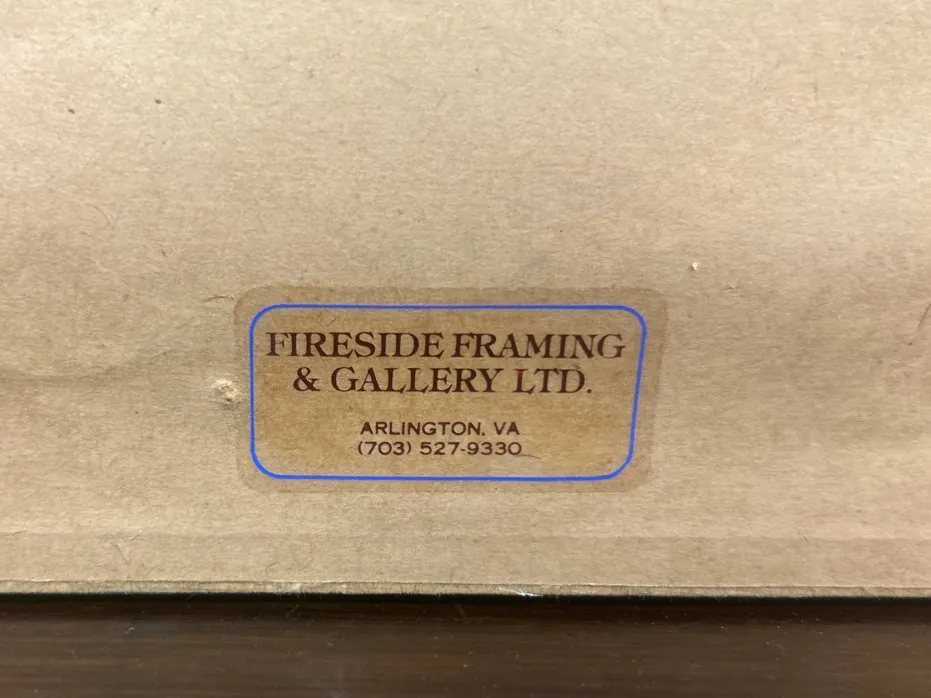 FIRESIDE FRAMING
& GALLERY LTD.
ARLINGTON, VA
(703) 527-9330